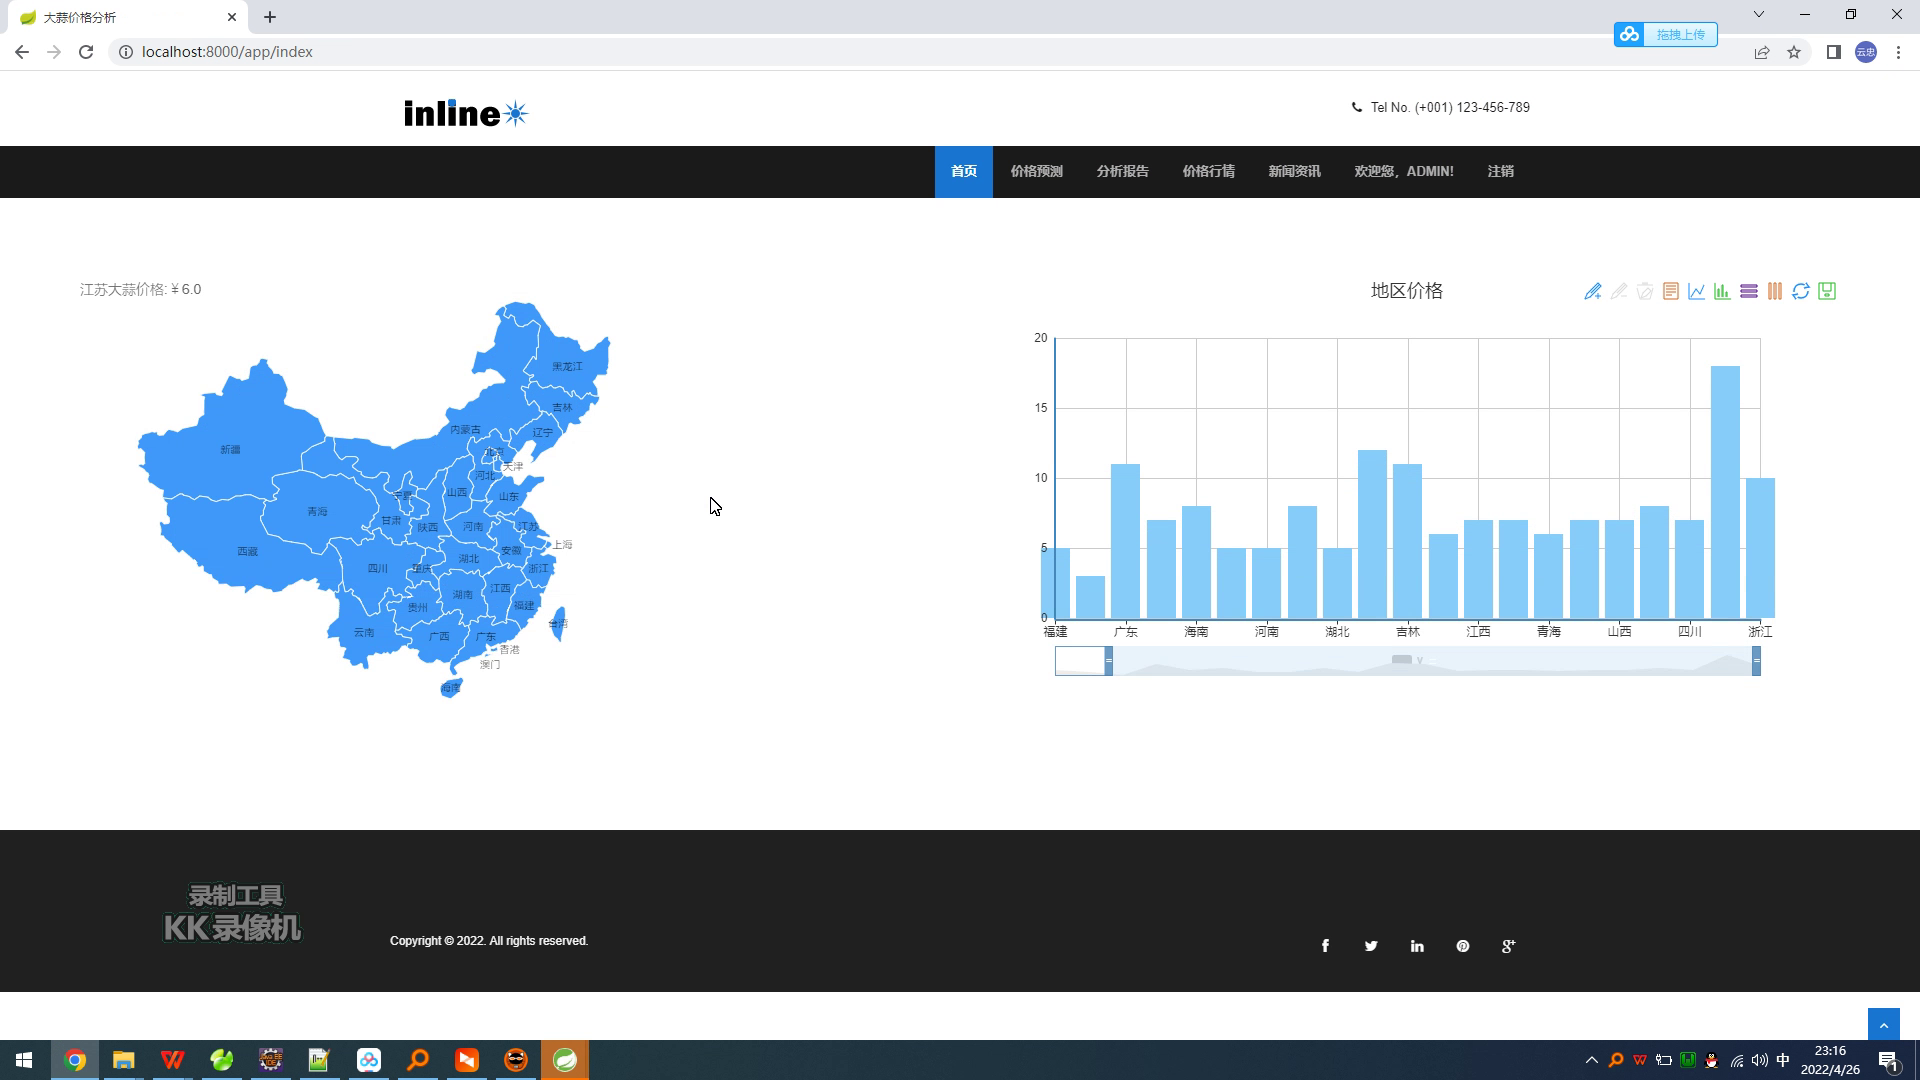 大蒜价格分析
localhost:8000/app/index
拖拽上传
云忠
inline
Tel No. (+001) 123-456-789
首页 价格预测 分析报告 价格行情 新闻资讯 欢迎您，ADMIN! 注销
江苏大蒜价格: ¥ 6.0
地区价格
黑龙江
吉林
辽宁
内蒙古
北京
天津
新疆
河北
山西
山东
宁夏
青海
甘肃
陕西
河南
江苏
上海
西藏
安徽
湖北
四川
重庆
浙江
江西
湖南
贵州
福建
台湾
云南
广西
广东
香港
澳门
海南
20
15
10
5
0
福建 广东 海南 河南 湖北 吉林 江西 青海 山西 四川 浙江
录制工具
KK 录像机
Copyright © 2022. All rights reserved.
中
23:16
2022/4/26
1